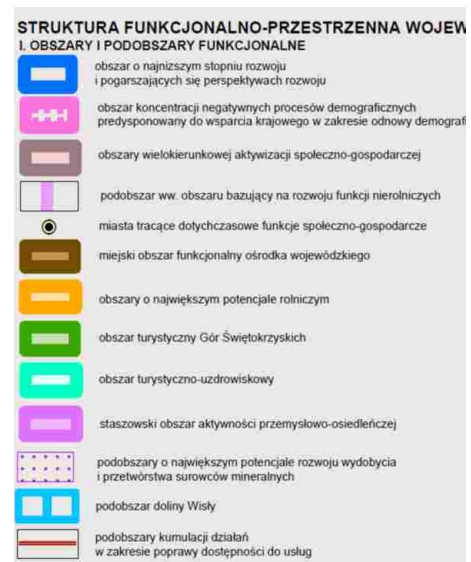 STRUKTURA FUNKCJONALNO-PRZESTRZENNA WOJEW
I. OBSZARY I PODOBSZARY FUNKCJONALNE
obszar o najniższym stopniu rozwoju
i pogarszających się perspektywach rozwoju
obszar koncentracji negatywnych procesów demograficznych
predysponowany do wsparcia krajowego w zakresie odnowy demografi
obszary wielokierunkowej aktywizacji społeczno-gospodarczej
podobszar ww. obszaru bazujący na rozwoju funkcji nierolniczych
miasta tracące dotychczasowe funkcje społeczno-gospodarcze
miejski obszar funkcjonalny ośrodka wojewódzkiego
obszary o największym potencjale rolniczym
obszar turystyczny Gór Świętokrzyskich
obszar turystyczno-uzdrowiskowy
staszowski obszar aktywności przemysłowo-osiedleńczej
podobszary o największym potencjale rozwoju wydobycia
i przetwórstwa surowców mineralnych
podobszar doliny Wisły
podobszary kumulacji działań
w zakresie poprawy dostępności do usług